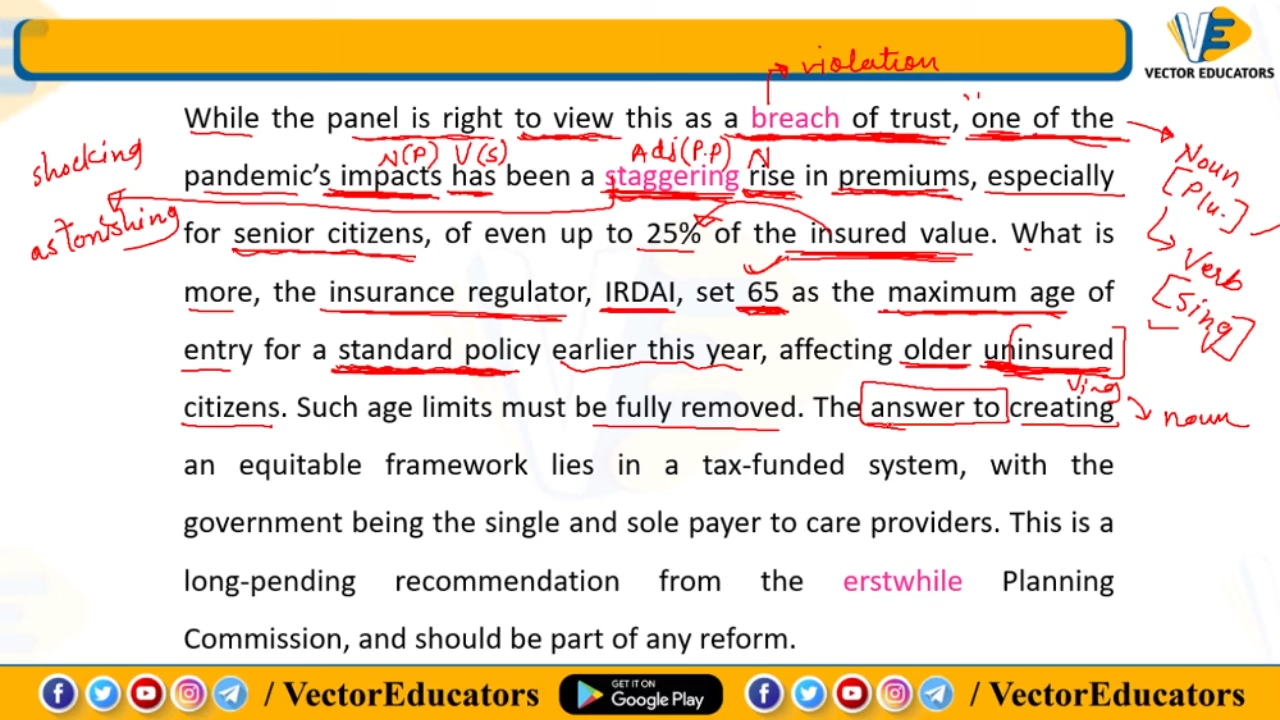 VECTOR EDUCATORS
violation
While the panel is right to view this as a breach of trust, one of the
N(P) V(S) Adj(P.P) N
shocking
Noun
[Plu.]
pandemic's impacts has been a staggering rise in premiums, especially
astonishing
for senior citizens, of even up to 25% of the insured value. What is
Verb
[Sing]
more, the insurance regulator, IRDAI, set 65 as the maximum age of
entry for a standard policy earlier this year, affecting older uninsured
Ving
citizens. Such age limits must be fully removed. The answer to creating
noun
an equitable framework lies in a tax-funded system, with the
government being the single and sole payer to care providers. This is a
long-pending recommendation from the erstwhile Planning
Commission, and should be part of any reform.
/ VectorEducators GET IT ON Google Play / VectorEducators